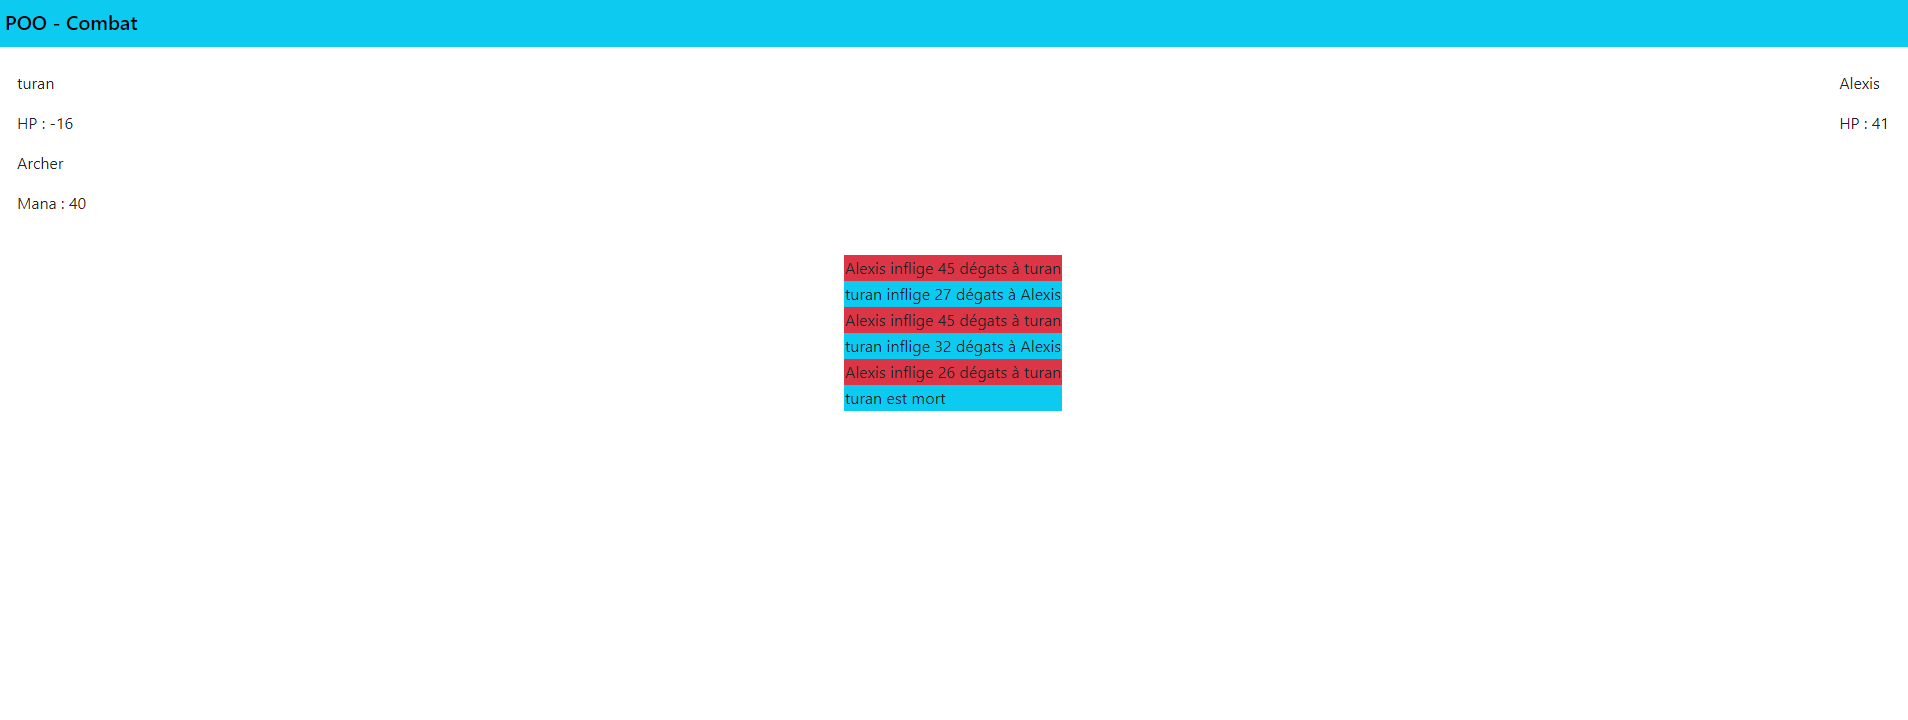 POO - Combat
turan
HP : -16
Archer
Mana : 40
Alexis
HP : 41
Alexis inflige 45 dégats à turan
turan inflige 27 dégats à Alexis
Alexis inflige 45 dégats à turan
turan inflige 32 dégats à Alexis
Alexis inflige 26 dégats à turan
turan est mort